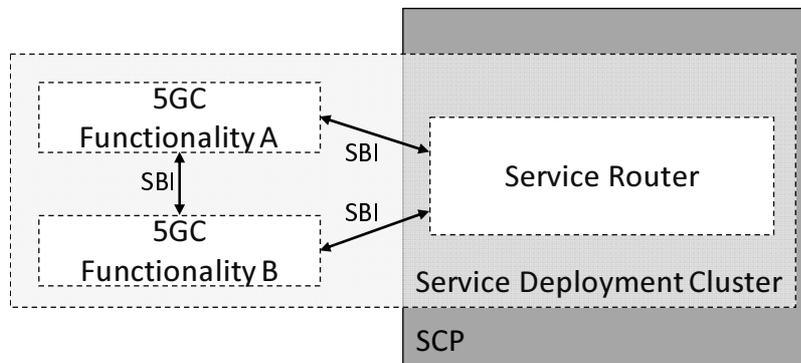 5GC
Functionality A
SBI
SBI
Service Router
SBI
5GC
Functionality B
Service Deployment Cluster
SCP